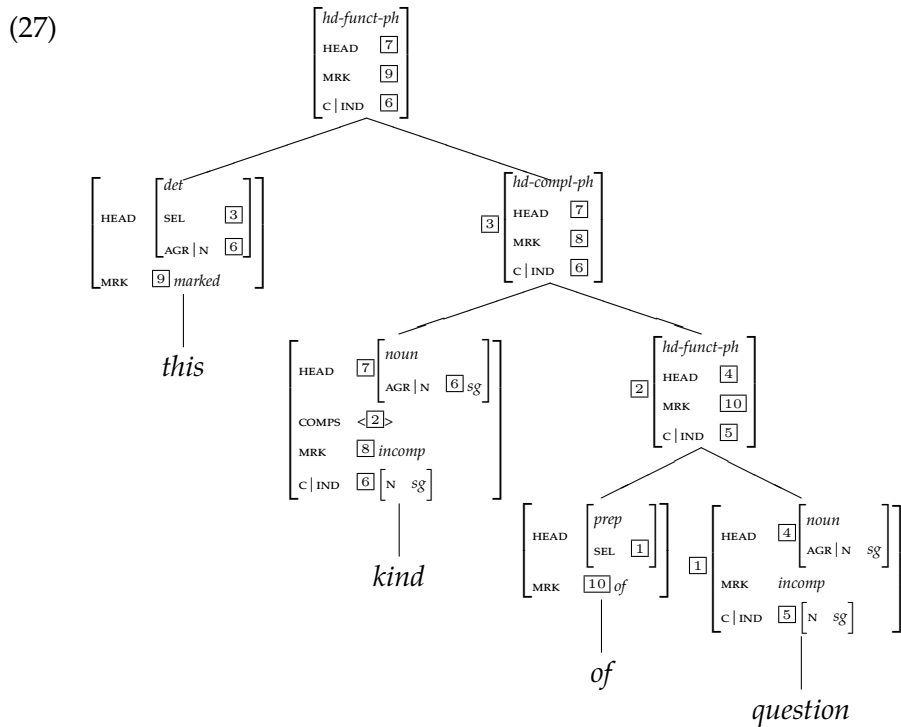 (27)
hd-funct-ph
HEAD 7
MRK 9
C|IND 6
det
HEAD SEL 3
AGR|N 6
MRK 9 marked
this
hd-compl-ph
3 HEAD 7
MRK 8
C|IND 6
noun
HEAD 7
AGR|N 6 sg
COMPS <2>
MRK 8 incomp
C|IND 6 [N sg]
kind
hd-funct-ph
HEAD 4
2 MRK 10
C|IND 5
prep
HEAD SEL 1
MRK 10 of
of
noun
HEAD 4
AGR|N sg
1 MRK incomp
C|IND 5 [N sg]
question